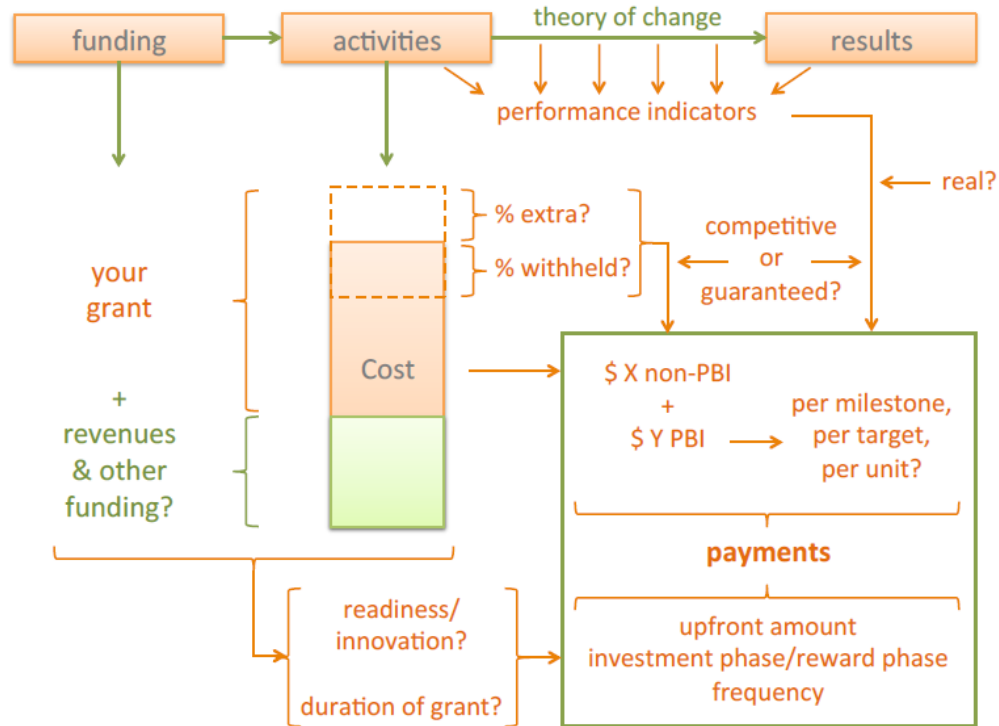 theory of change
funding
activities
results
performance indicators
real?
% extra?
competitive
or
guaranteed?
% withheld?
your
grant
Cost
$ X non-PBI
+
$ Y PBI
per milestone,
per target,
per unit?
+
revenues
& other
funding?
payments
readiness/
innovation?
duration of grant?
upfront amount
investment phase/reward phase
frequency